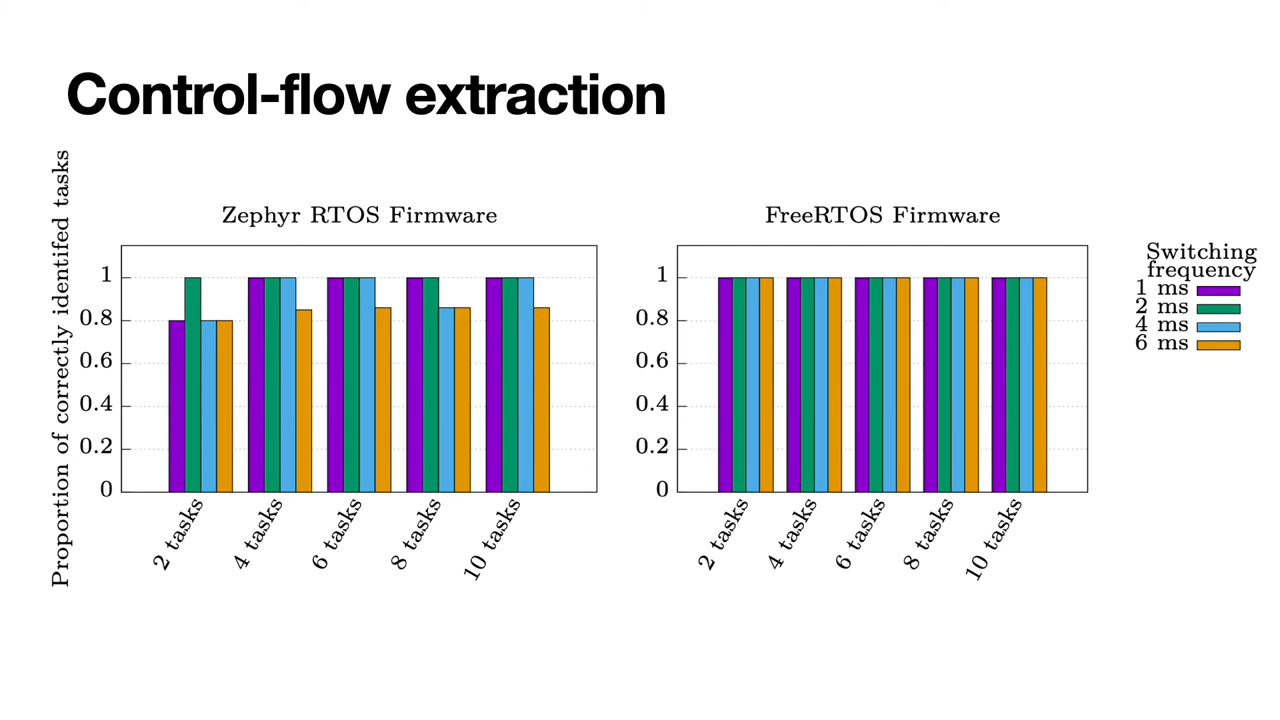 Control-flow extraction
Proportion of correctly identifed tasks
Zephyr RTOS Firmware
1
0.8
0.6
0.4
0.2
0
2 tasks
4 tasks
6 tasks
8 tasks
10 tasks
FreeRTOS Firmware
1
0.8
0.6
0.4
0.2
0
2 tasks
4 tasks
6 tasks
8 tasks
10 tasks
Switching
frequency
1 ms
2 ms
4 ms
6 ms